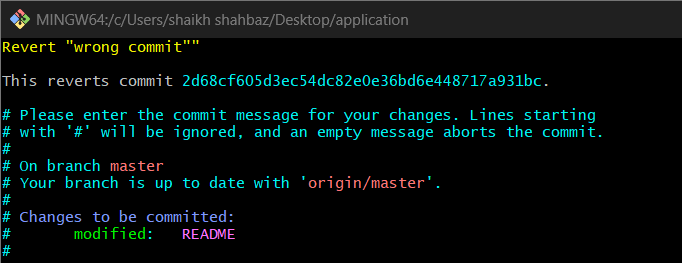 MINGW64:/c/Users/shaikh shahbaz/Desktop/application
Revert "wrong commit""
This reverts commit 2d68cf605d3ec54dc82e0e36bd6e448717a931bc.
# Please enter the commit message for your changes. Lines starting
# with '#' will be ignored, and an empty message aborts the commit.
#
# On branch master
# Your branch is up to date with 'origin/master'.
#
# Changes to be committed:
#       modified:   README
#